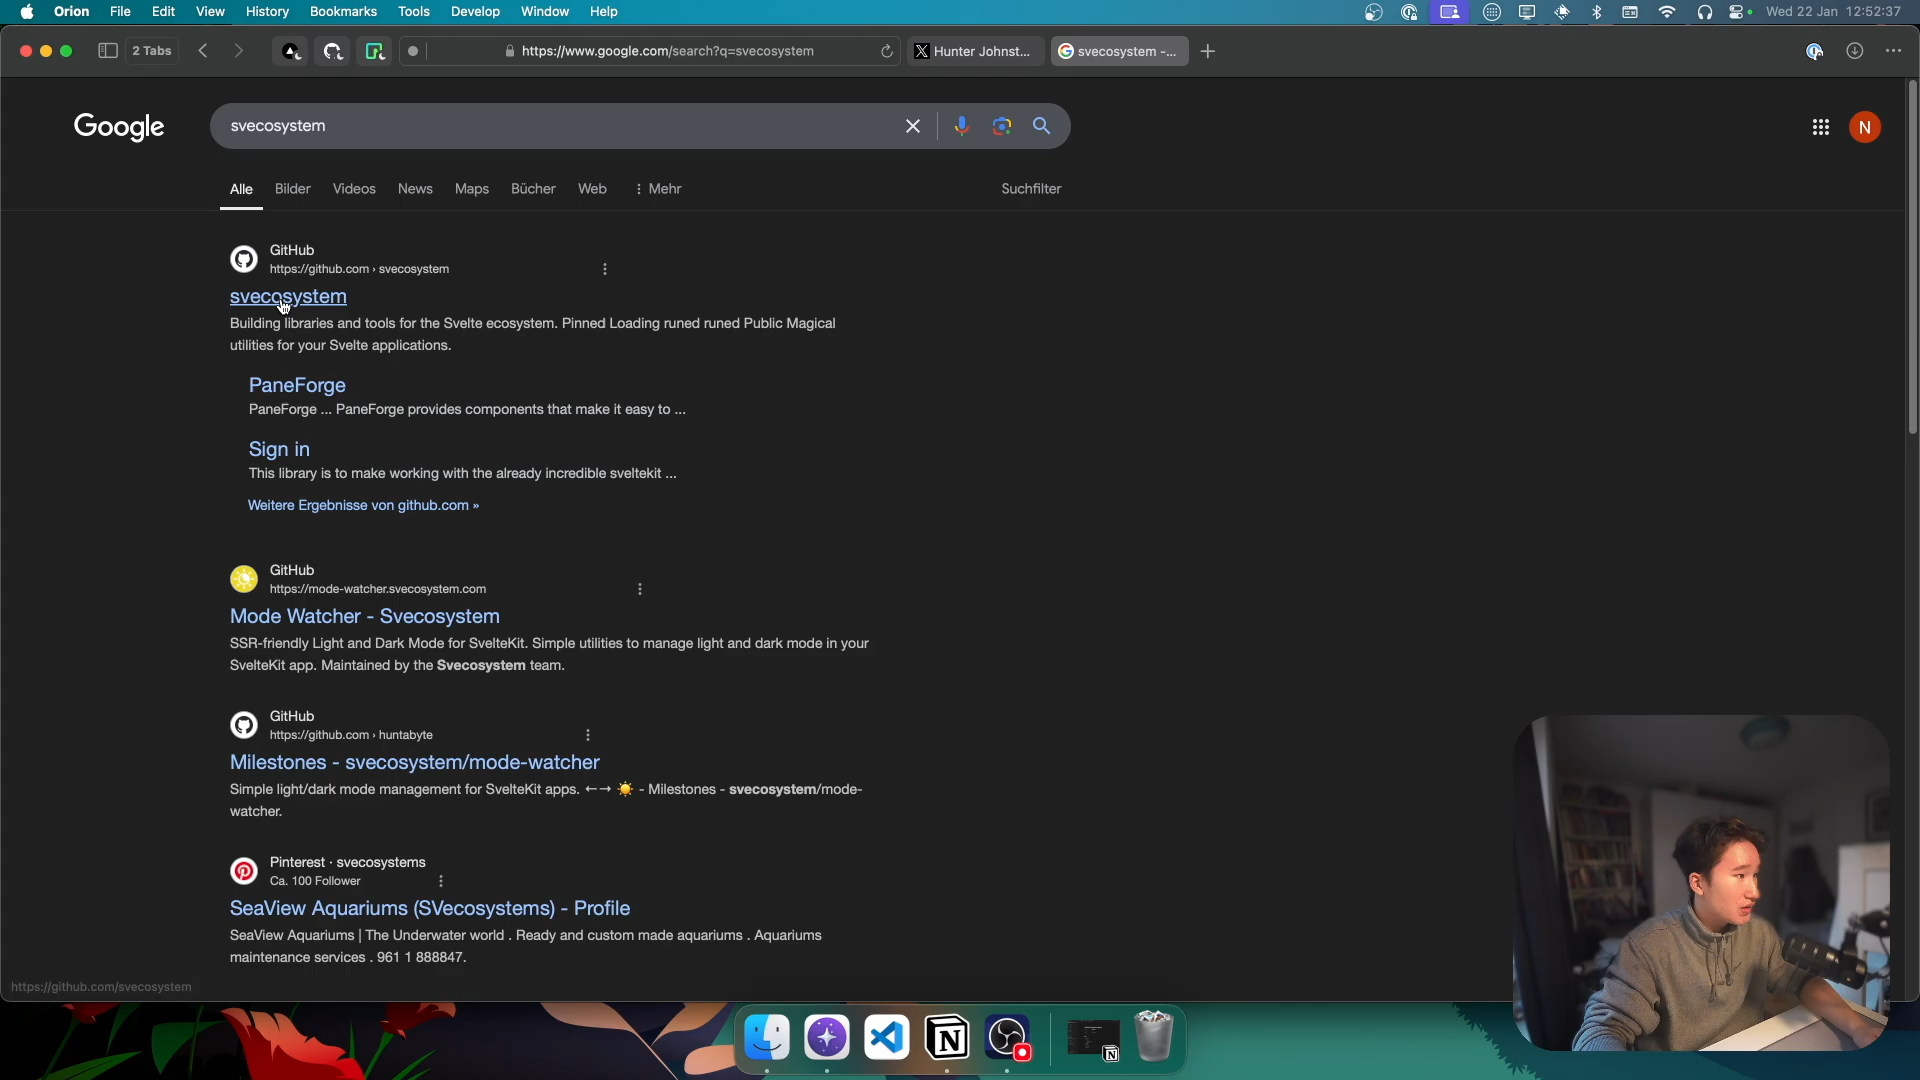 Orion File Edit View History Bookmarks Tools Develop Window Help Wed 22 Jan 12:52:37
2 Tabs https://www.google.com/search?q=svecosystem Hunter Johnst... svecosystem -...
Google svecosystem N
Alle Bilder Videos News Maps Bücher Web Mehr Suchfilter
GitHub
https://github.com › svecosystem
svecosystem
Building libraries and tools for the Svelte ecosystem. Pinned Loading runed runed Public Magical
utilities for your Svelte applications.
PaneForge
PaneForge ... PaneForge provides components that make it easy to ...
Sign in
This library is to make working with the already incredible sveltekit ...
Weitere Ergebnisse von github.com »
GitHub
https://mode-watcher.svecosystem.com
Mode Watcher - Svecosystem
SSR-friendly Light and Dark Mode for SvelteKit. Simple utilities to manage light and dark mode in your
SvelteKit app. Maintained by the Svecosystem team.
GitHub
https://github.com › huntabyte
Milestones - svecosystem/mode-watcher
Simple light/dark mode management for SvelteKit apps. ←→ ☀️ - Milestones - svecosystem/mode-
watcher.
Pinterest · svecosystems
Ca. 100 Follower
SeaView Aquariums (SVecosystems) - Profile
SeaView Aquariums | The Underwater world . Ready and custom made aquariums . Aquariums
maintenance services . 961 1 888847.
https://github.com/svecosystem